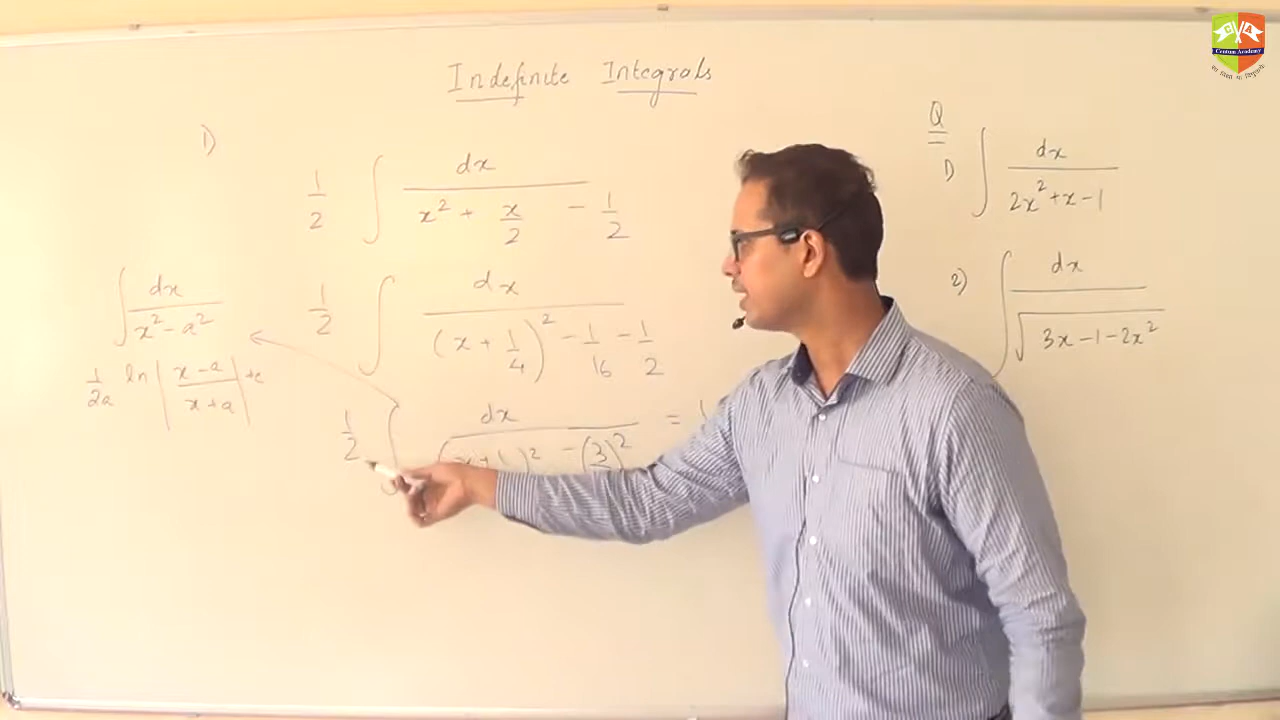 Indefinite Integrals
1)
1/2 ∫ dx / (x² + x/2 - 1/2)
1/2 ∫ dx / ((x + 1/4)² - 1/16 - 1/2)
1/2 ∫ dx
- (3
)²
=
∫ dx / (x² - a²)
1/2a ln |(x - a)/(x + a)| + c
Q
1) ∫ dx / (2x² + x - 1)
2) ∫ dx / √(3x - 1 - 2x²)
Centum Academy